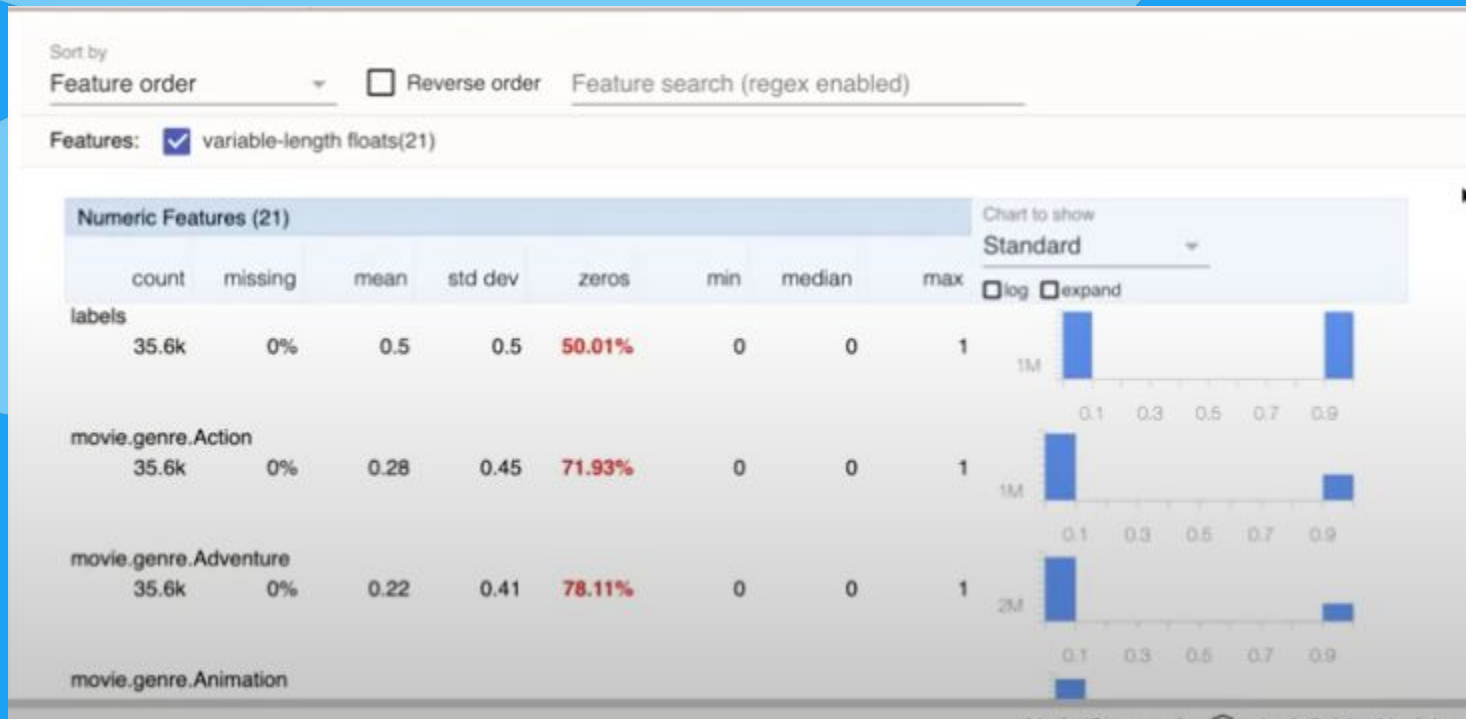 Sort by
Feature order
Reverse order
Feature search (regex enabled)
Features: variable-length floats(21)
Numeric Features (21)
Chart to show
Standard
count missing mean std dev zeros min median max
log expand
labels
35.6k 0% 0.5 0.5 50.01% 0 0 1
1M
0.1 0.3 0.5 0.7 0.9
movie.genre.Action
35.6k 0% 0.28 0.45 71.93% 0 0 1
1M
0.1 0.3 0.5 0.7 0.9
movie.genre.Adventure
35.6k 0% 0.22 0.41 78.11% 0 0 1
2M
0.1 0.3 0.5 0.7 0.9
movie.genre.Animation